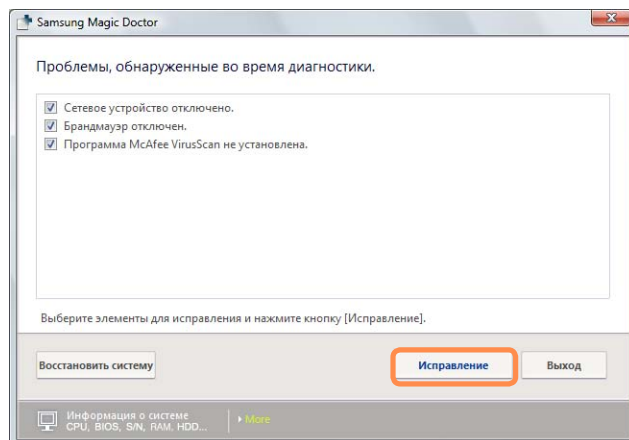 Samsung Magic Doctor
Проблемы, обнаруженные во время диагностики.
Сетевое устройство отключено.
Брандмауэр отключен.
Программа McAfee VirusScan не установлена.
Выберите элементы для исправления и нажмите кнопку [Исправление].
Восстановить систему
Исправление
Выход
Информация о системе
CPU, BIOS, S/N, RAM, HDD...
More